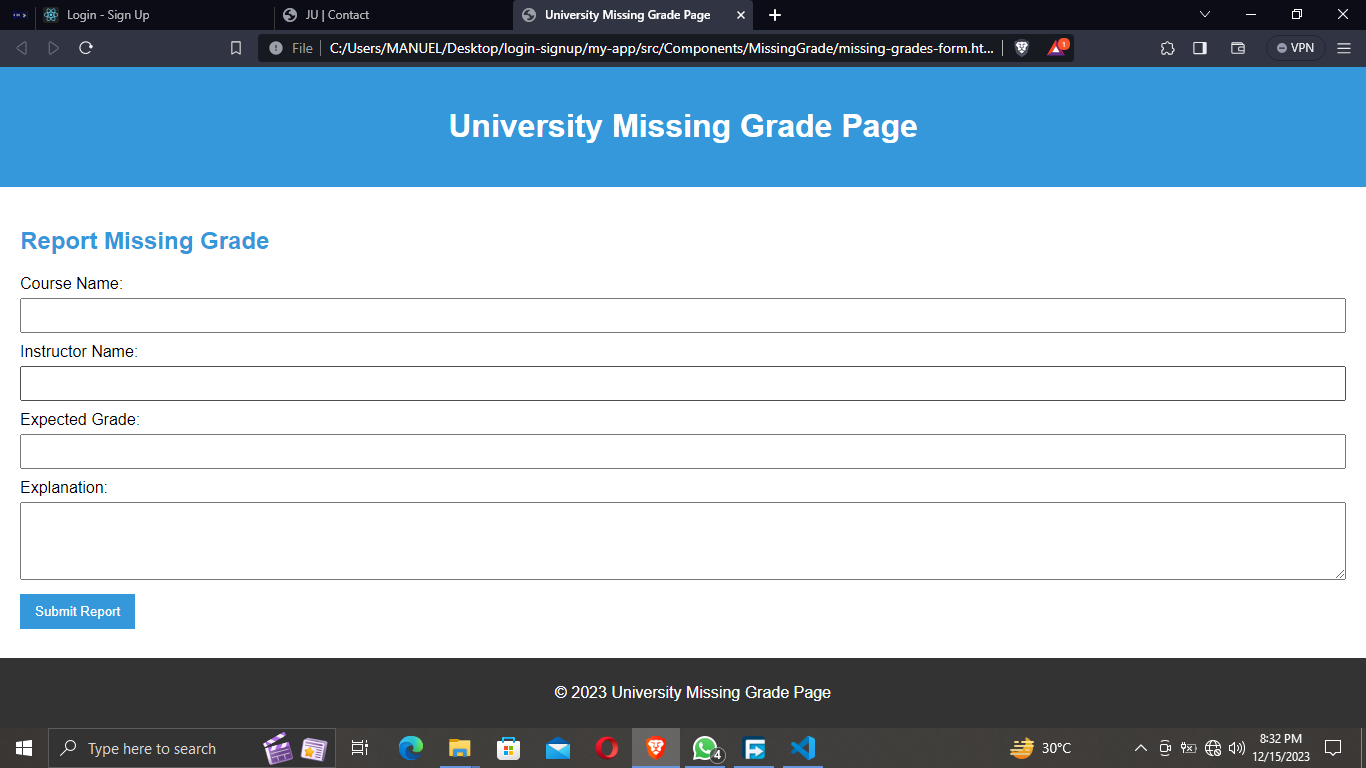 Login - Sign Up
JU | Contact
University Missing Grade Page
File
C:/Users/MANUEL/Desktop/login-signup/my-app/src/Components/MissingGrade/missing-grades-form.ht...
1
VPN
University Missing Grade Page
Report Missing Grade
Course Name:
Instructor Name:
Expected Grade:
Explanation:
Submit Report
© 2023 University Missing Grade Page
Type here to search
4
30°C
8:32 PM
12/15/2023